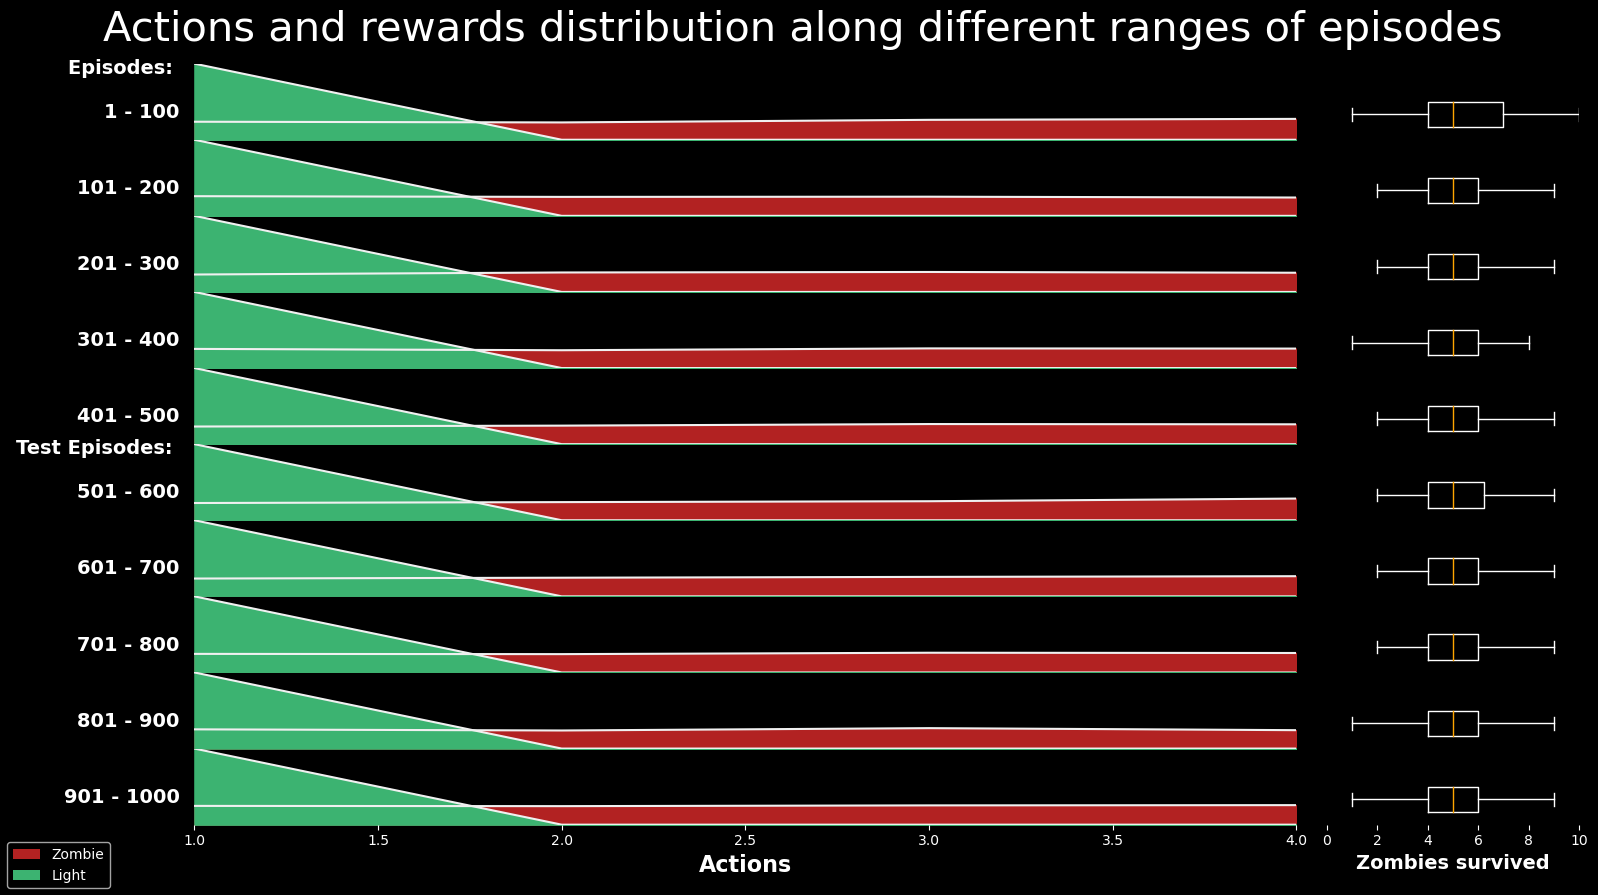 Actions and rewards distribution along different ranges of episodes
Episodes:
1 - 100
101 - 200
201 - 300
301 - 400
401 - 500
Test Episodes:
501 - 600
601 - 700
701 - 800
801 - 900
901 - 1000
1.0 1.5 2.0 2.5 3.0 3.5 4.0 0 2 4 6 8 10
Actions Zombies survived
Zombie
Light